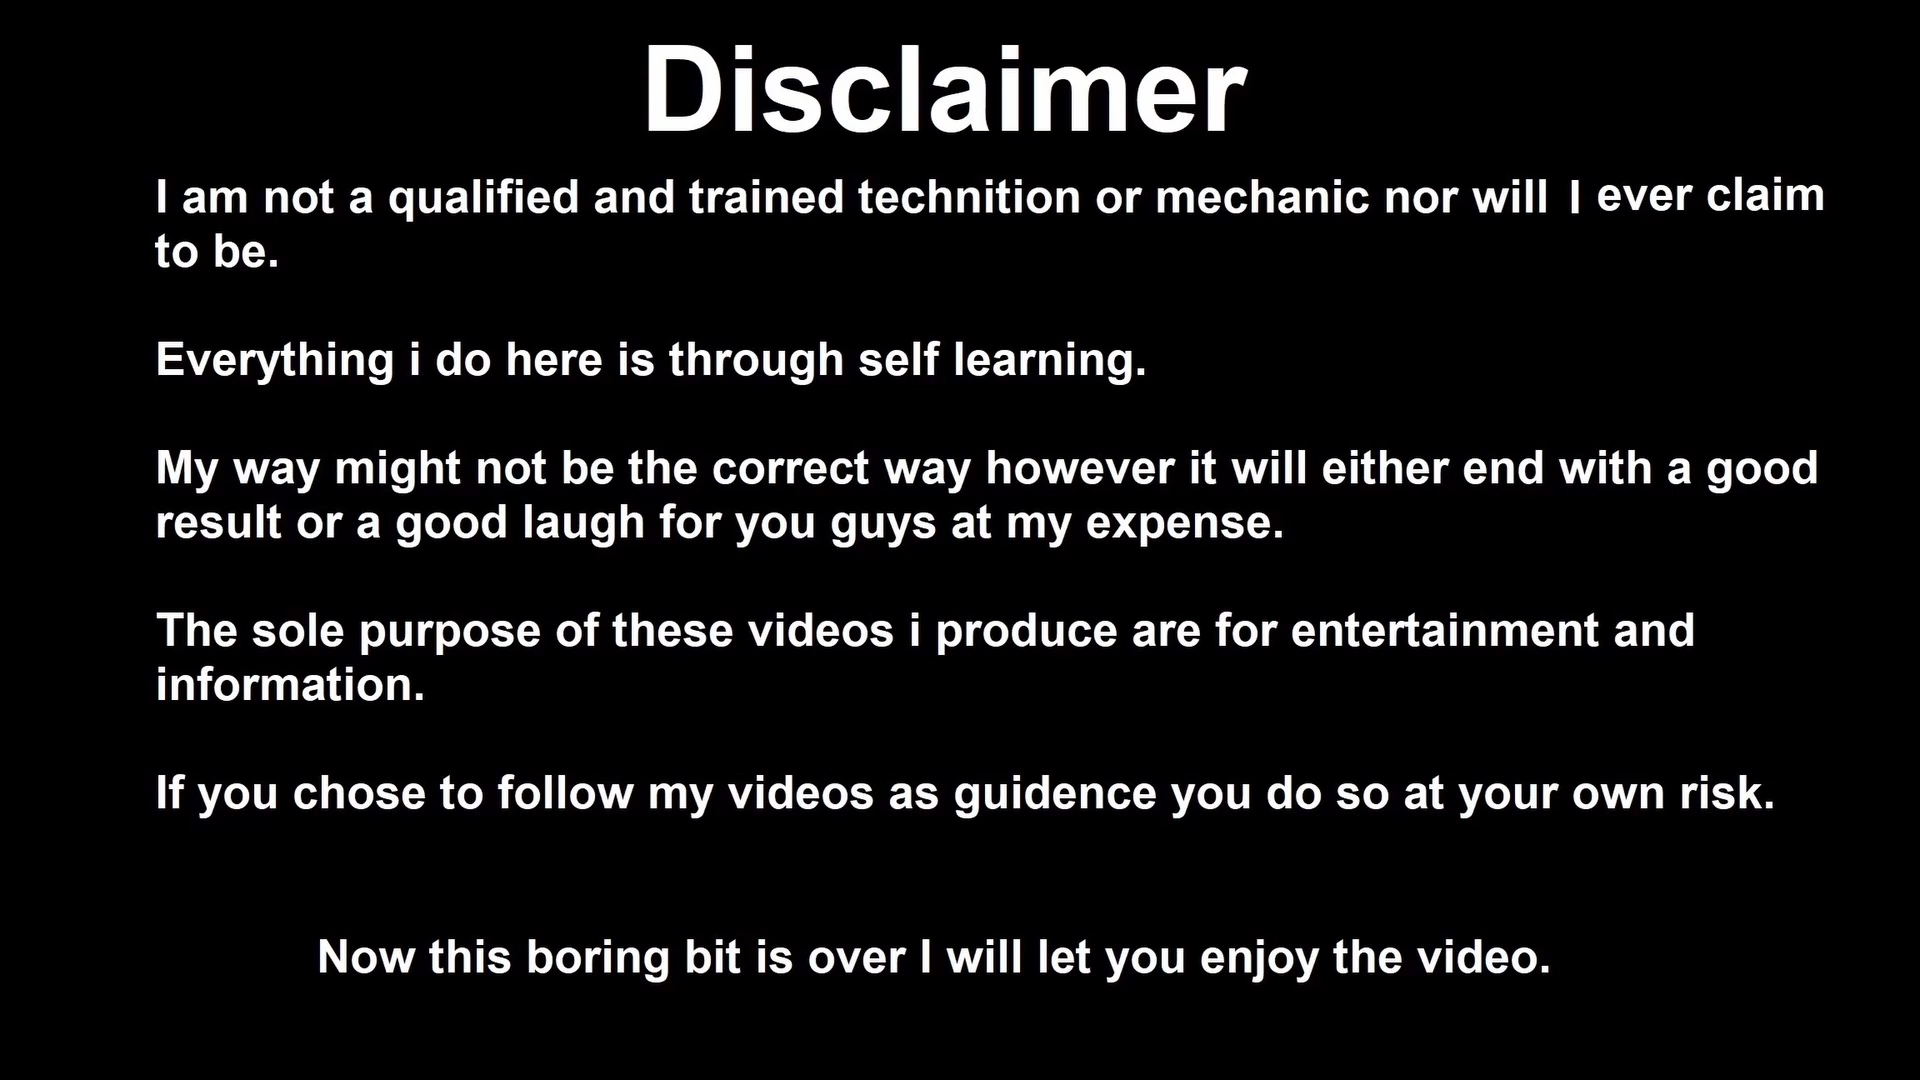 Disclaimer
I am not a qualified and trained technition or mechanic nor will I ever claim
to be.
Everything i do here is through self learning.
My way might not be the correct way however it will either end with a good
result or a good laugh for you guys at my expense.
The sole purpose of these videos i produce are for entertainment and
information.
If you chose to follow my videos as guidence you do so at your own risk.
Now this boring bit is over I will let you enjoy the video.